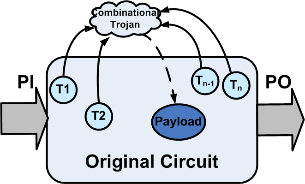 Combinational
Trojan
PI
PO
T1
T2
Tn-1
Tn
Payload
Original Circuit